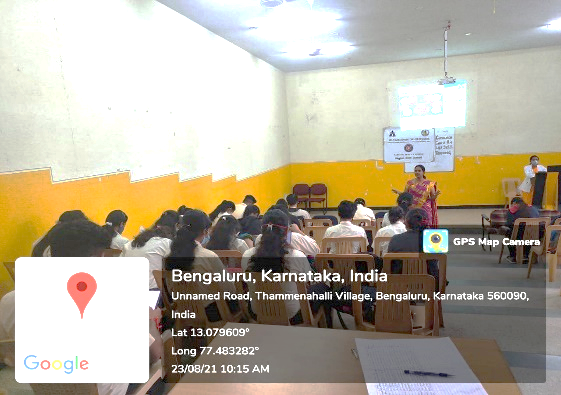 GPS Map Camera
Bengaluru, Karnataka, India
Unnamed Road, Thammenahalli Village, Bengaluru, Karnataka 560090,
India
Lat 13.079609°
Long 77.483282°
23/08/21 10:15 AM
Google